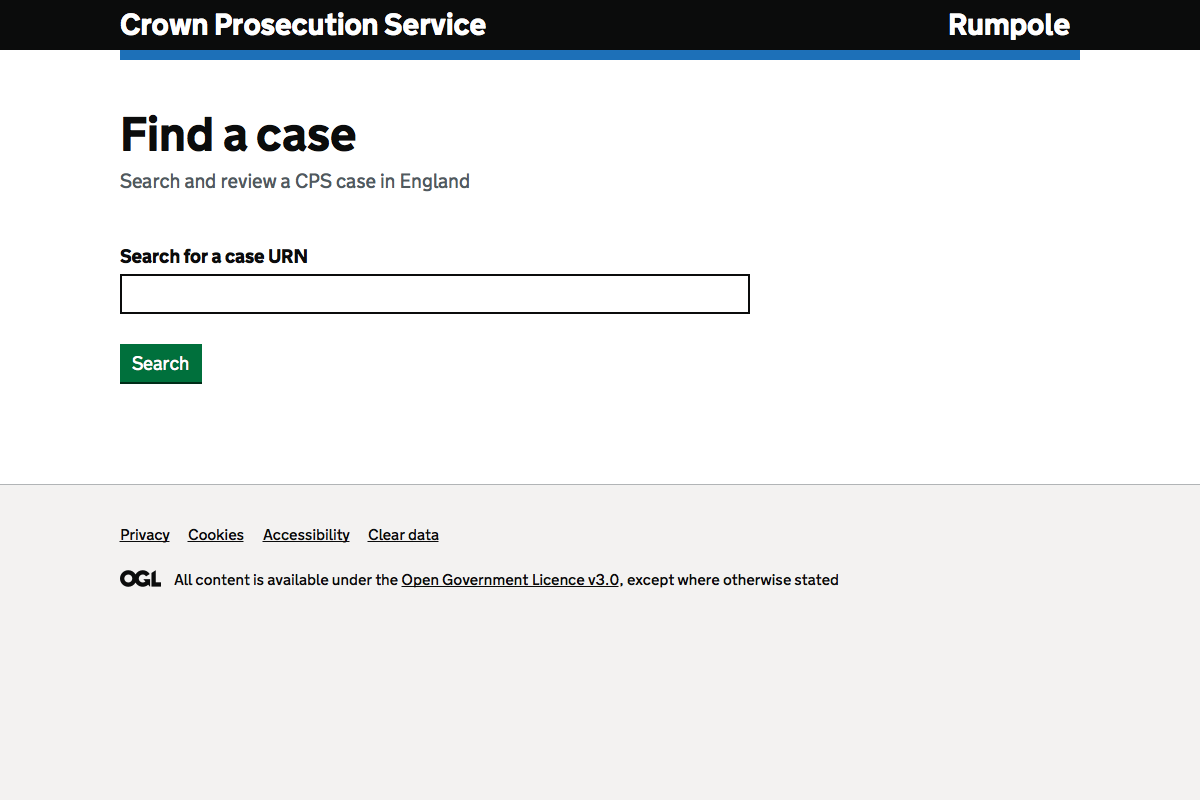 Crown Prosecution Service Rumpole
Find a case
Search and review a CPS case in England
Search for a case URN
Search
Privacy Cookies Accessibility Clear data
OGL All content is available under the Open Government Licence v3.0, except where otherwise stated